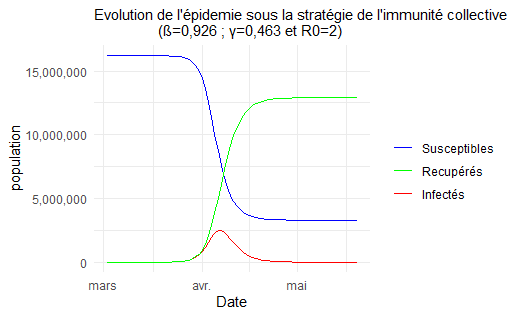 Evolution de l'épidemie sous la stratégie de l'immunité collective
(ß=0,926 ; γ=0,463 et R0=2)
15,000,000
10,000,000
5,000,000
0
population
mars
avr.
mai
Date
Susceptibles
Recupérés
Infectés